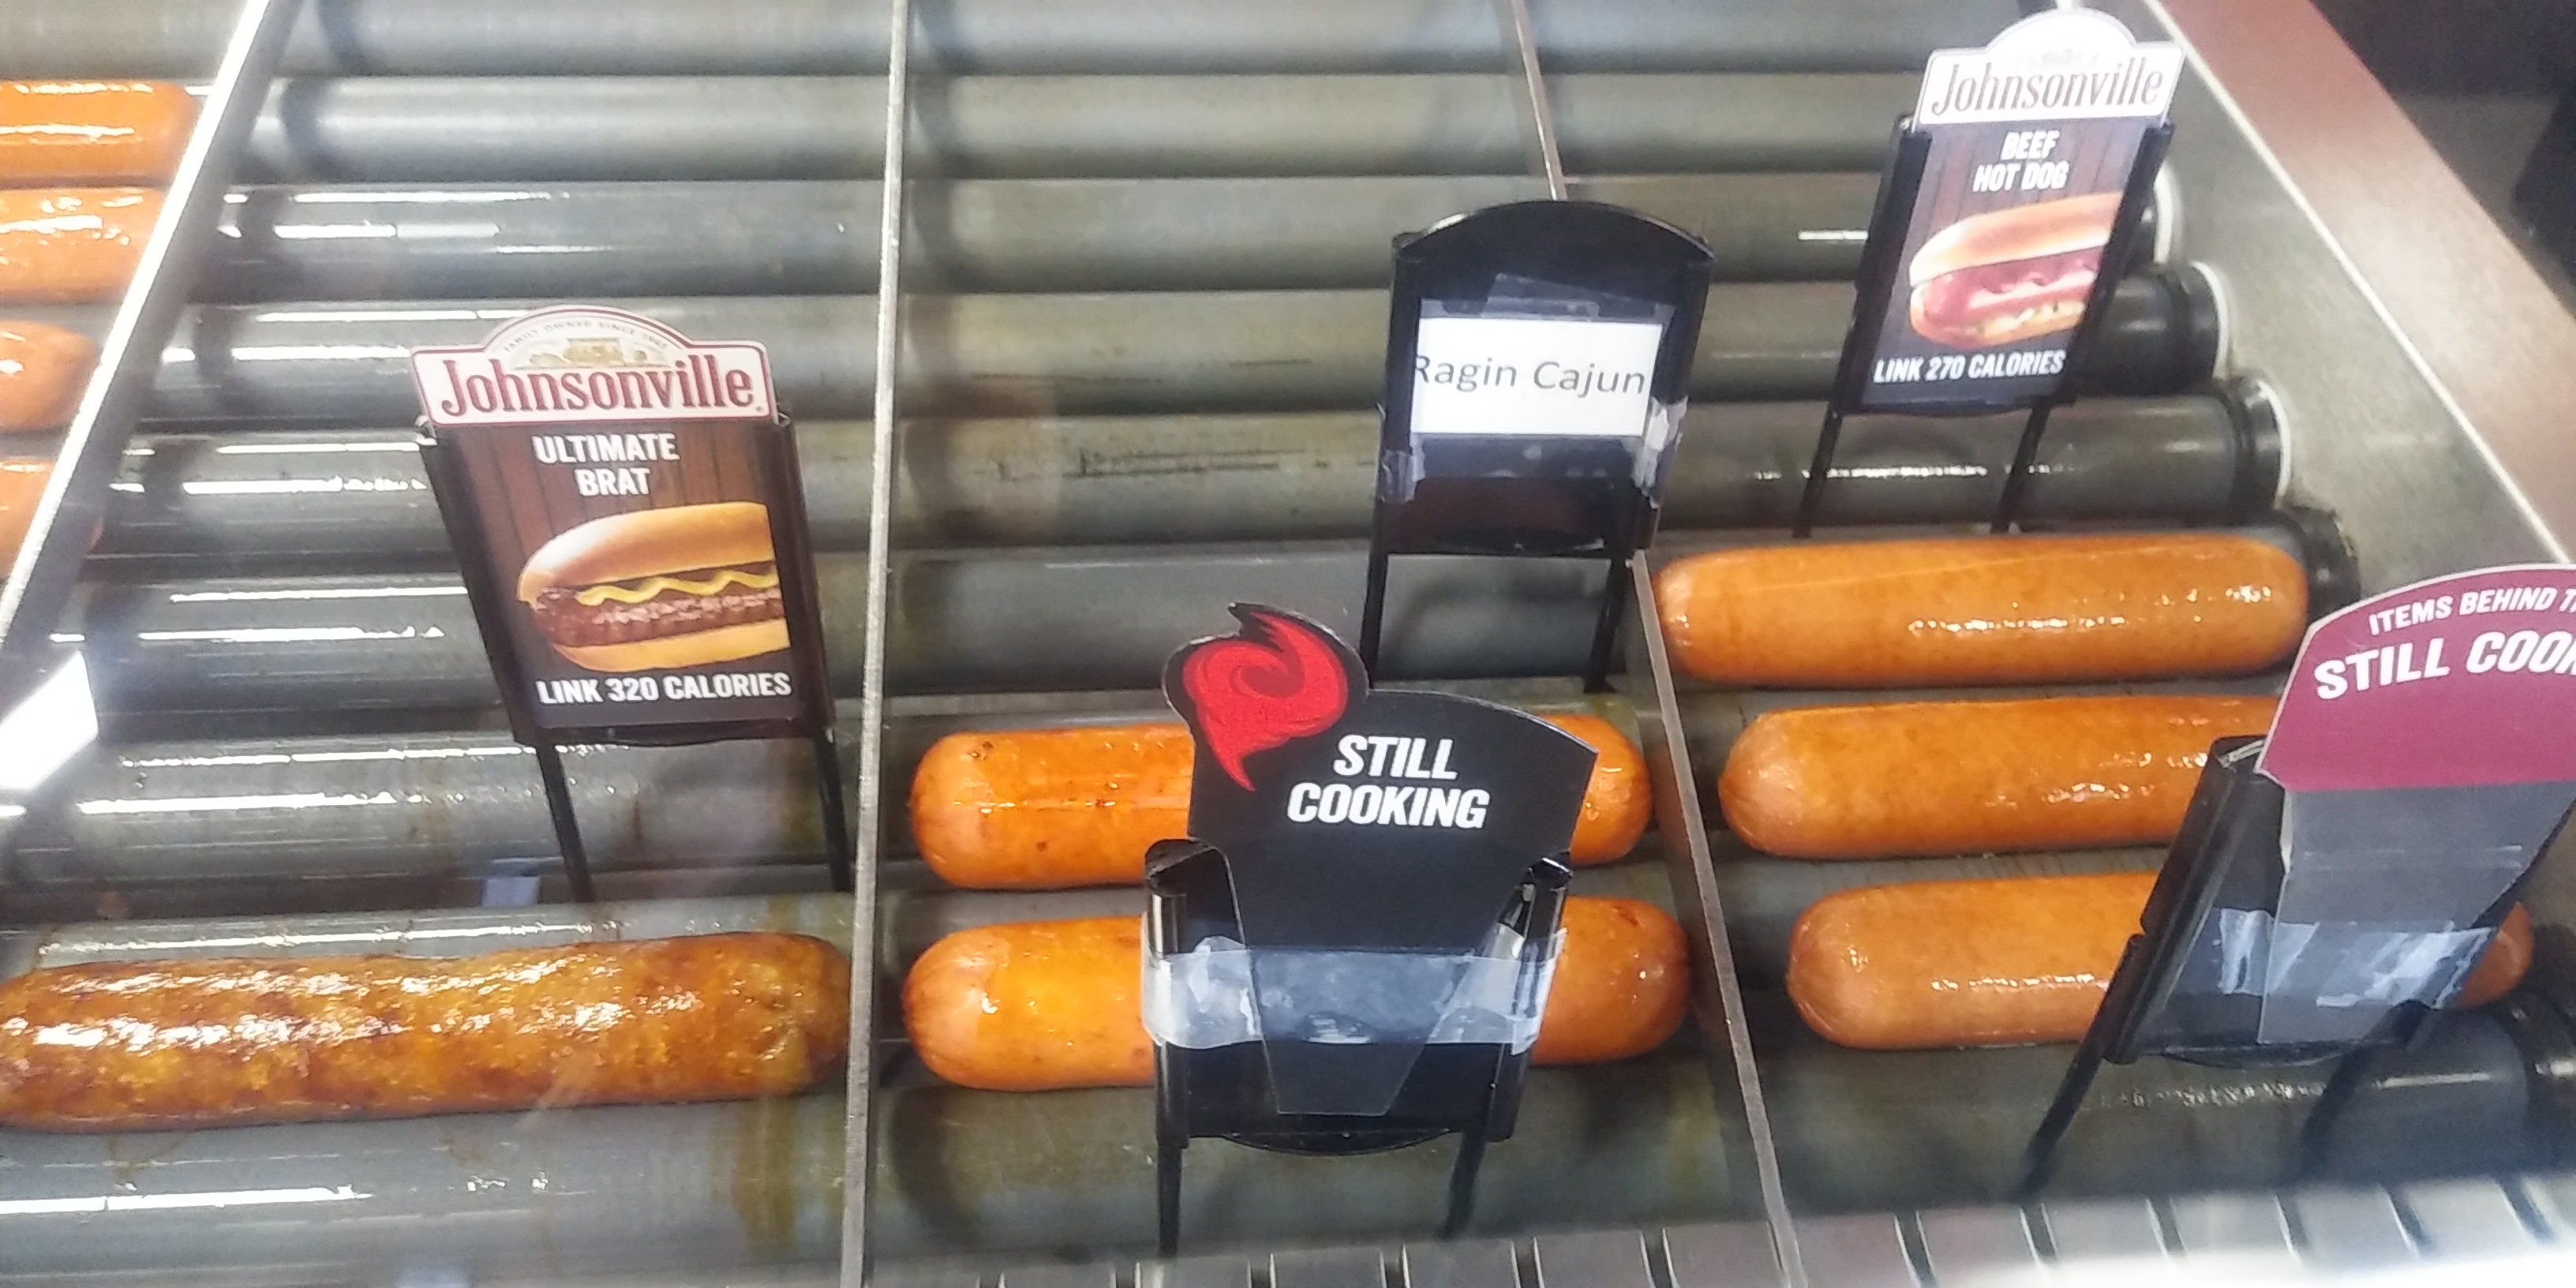 FAMILY OWNED SINCE 1945
Johnsonville
ULTIMATE
BRAT
LINK 320 CALORIES
Ragin Cajun
Johnsonville
BEEF
HOT DOG
LINK 270 CALORIES
STILL
COOKING
ITEMS BEHIND
STILL